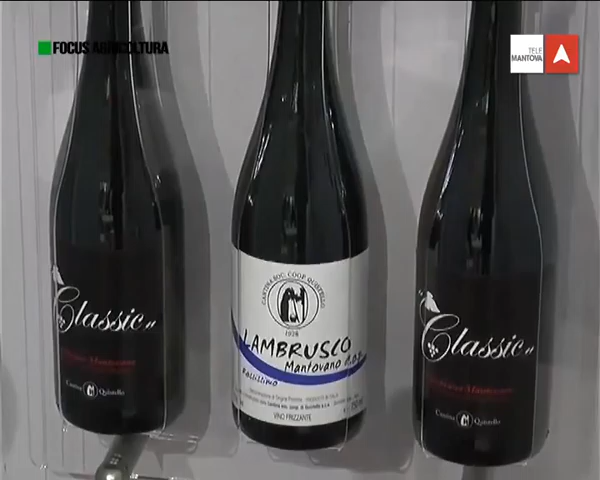 FOCUS AGRICOLTURA
TELE
MANTOVA
Classic
Cantina Quistello
CANTINA SOC. COOP. QUISTELLO
1928
LAMBRUSCO
Mantovano d.o.p.
Rossissimo
VINO FRIZZANTE
Classic
Cantina Quistello